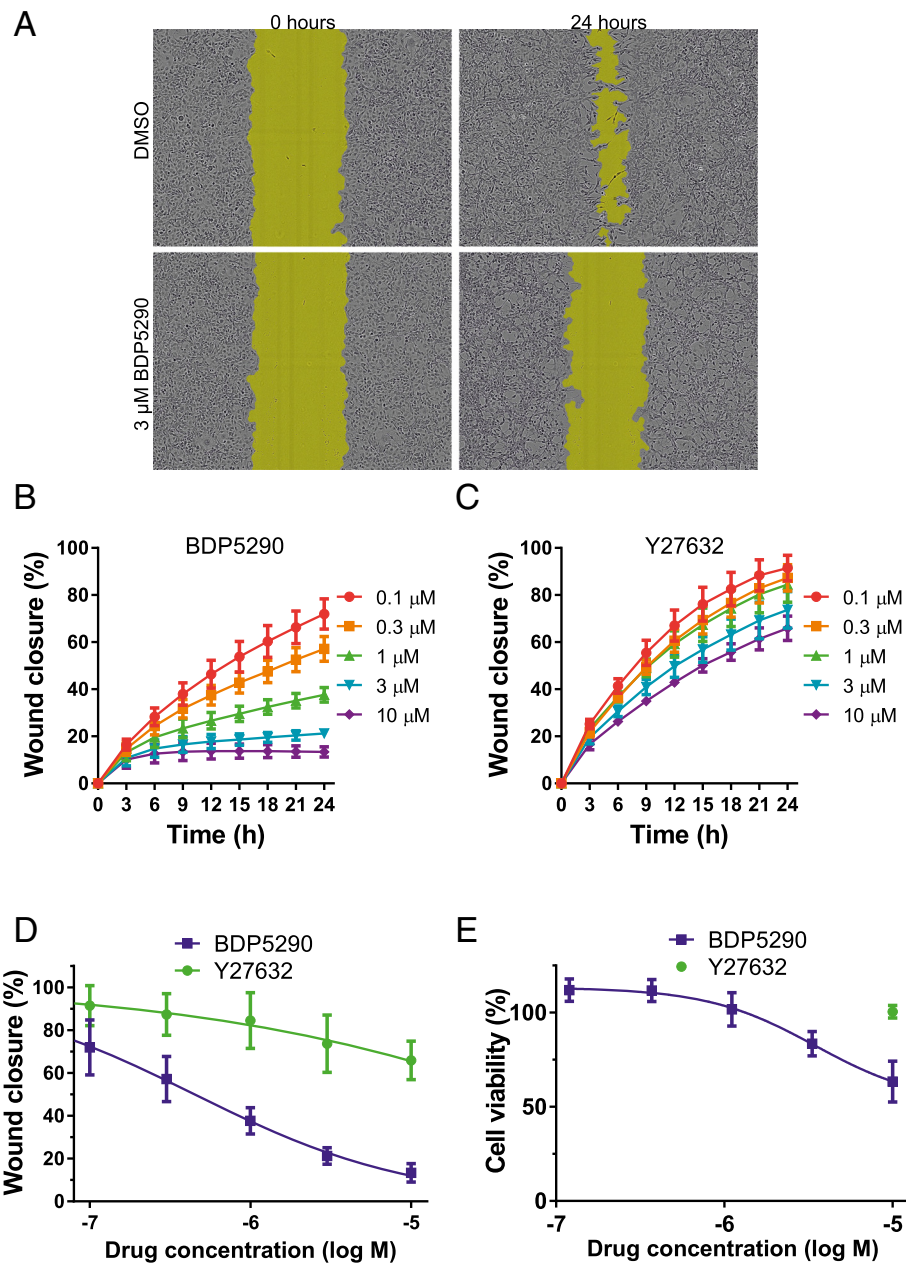 A
0 hours
24 hours
DMSO
3 μM BDP5290
B
BDP5290
Wound closure (%)
100
80
60
40
20
0
0 3 6 9 12 15 18 21 24
Time (h)
0.1 μM
0.3 μM
1 μM
3 μM
10 μM
C
Y27632
Wound closure (%)
100
80
60
40
20
0
0 3 6 9 12 15 18 21 24
Time (h)
0.1 μM
0.3 μM
1 μM
3 μM
10 μM
D
BDP5290
Y27632
Wound closure (%)
100
80
60
40
20
0
-7 -6 -5
Drug concentration (log M)
E
BDP5290
Y27632
Cell viability (%)
100
50
0
-7 -6 -5
Drug concentration (log M)